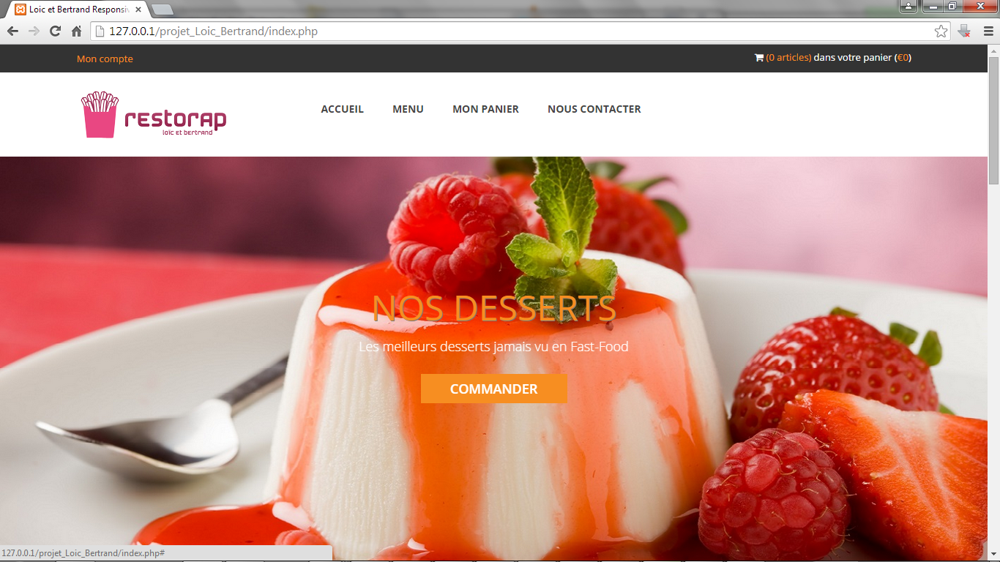 Loic et Bertrand Responsiv
127.0.0.1/projet_Loic_Bertrand/index.php
Mon compte
(0 articles) dans votre panier (€0)
restorap
loïc et bertrand
ACCUEIL MENU MON PANIER NOUS CONTACTER
NOS DESSERTS
Les meilleurs desserts jamais vu en Fast-Food
COMMANDER
127.0.0.1/projet_Loic_Bertrand/index.php#